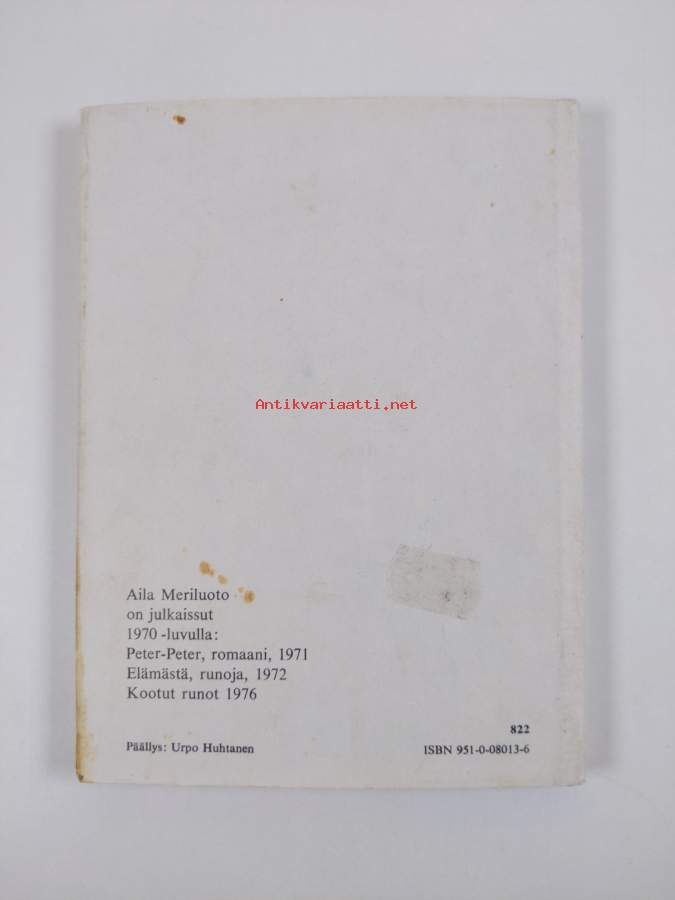 Antikvariaatti.net
Aila Meriluoto
on julkaissut
1970-luvulla:
Peter-Peter, romaani, 1971
Elämästä, runoja, 1972
Kootut runot 1976
822
Päällys: Urpo Huhtanen ISBN 951-0-08013-6